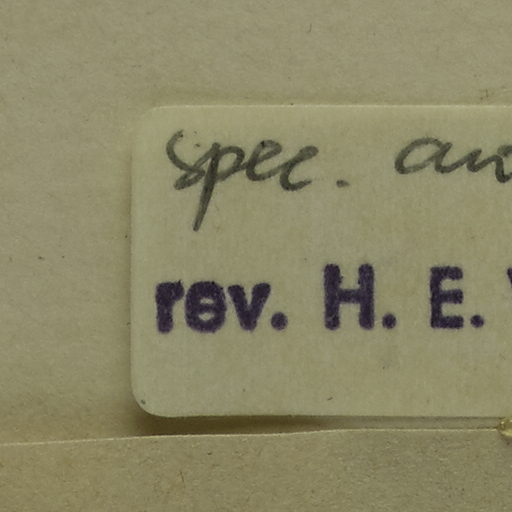 spec.
rev. H. E.